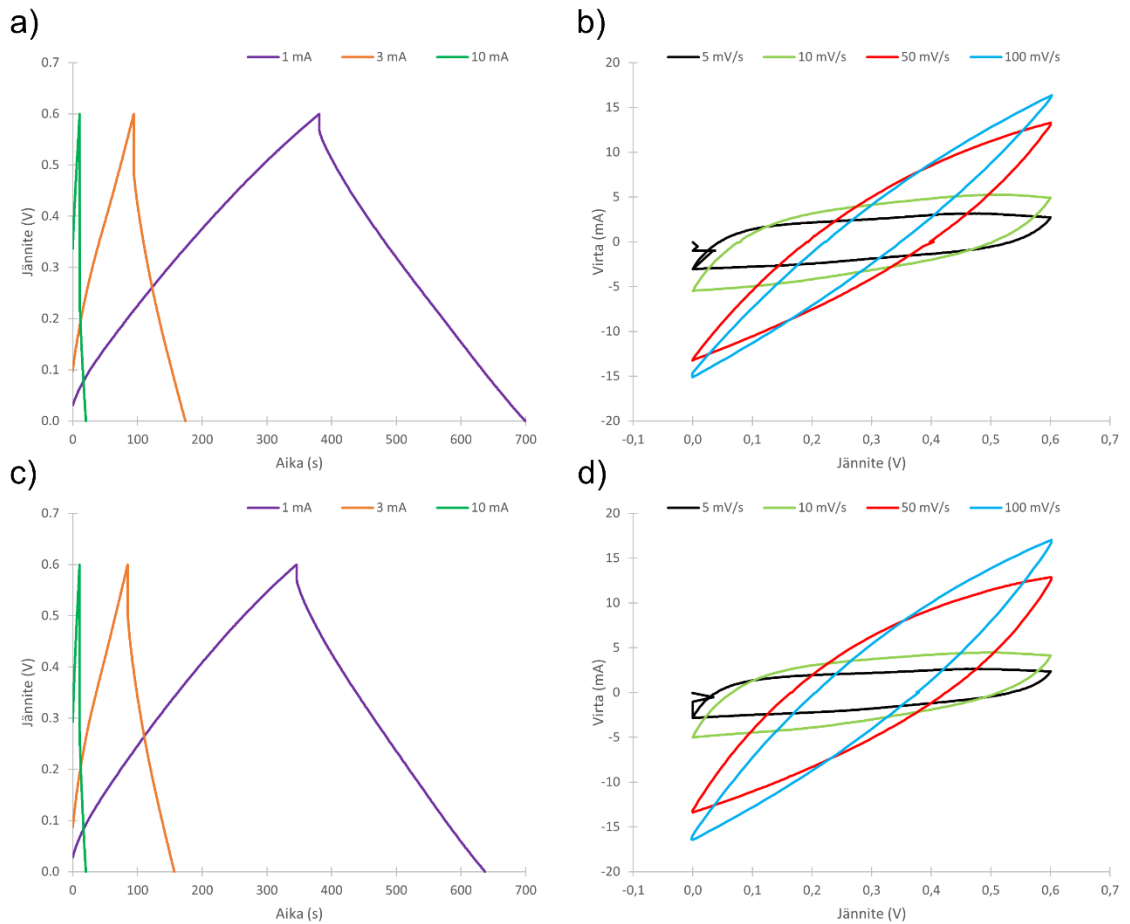 a)
1 mA 3 mA 10 mA
0.7
0.6
0.5
0.4
0.3
0.2
0.1
0.0
Jännite (V)
0 100 200 300 400 500 600 700
Aika (s)
b)
5 mV/s 10 mV/s 50 mV/s 100 mV/s
20
15
10
5
0
-5
-10
-15
-20
Virta (mA)
-0,1 0,0 0,1 0,2 0,3 0,4 0,5 0,6 0,7
Jännite (V)
c)
1 mA 3 mA 10 mA
0.7
0.6
0.5
0.4
0.3
0.2
0.1
0.0
Jännite (V)
0 100 200 300 400 500 600 700
Aika (s)
d)
5 mV/s 10 mV/s 50 mV/s 100 mV/s
20
15
10
5
0
-5
-10
-15
-20
Virta (mA)
-0,1 0,0 0,1 0,2 0,3 0,4 0,5 0,6 0,7
Jännite (V)